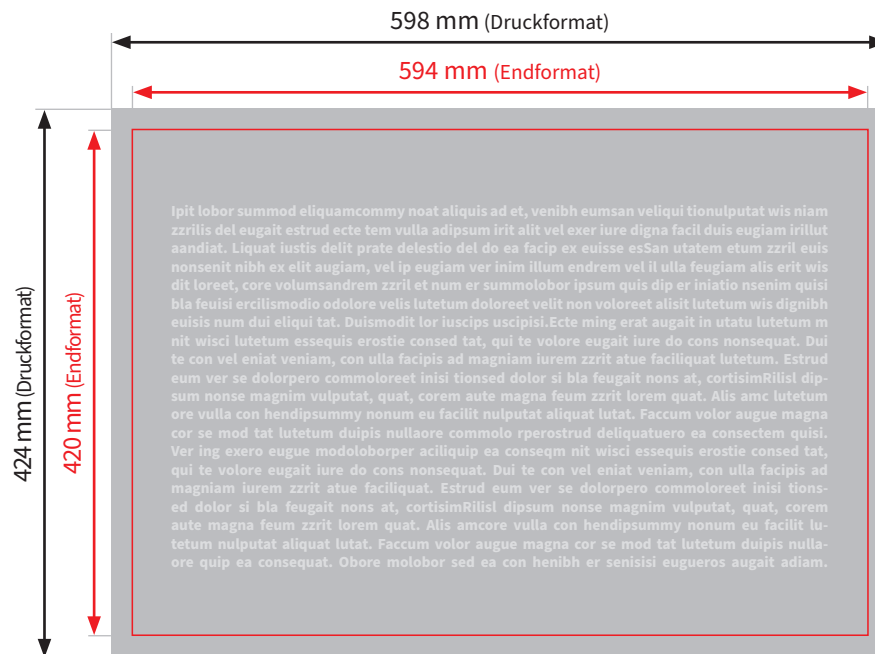 598 mm (Druckformat)
594 mm (Endformat)
424 mm (Druckformat)
420 mm (Endformat)
Ipit lobor summod eliquamcommy noat aliquis ad et, venibh eumsan veliqui tionulputat wis niam
zzrilis del eugait estrud ecte tem vulla adipsum irit alit vel exer iure digna facil duis eugiam irillut
aandiat. Liquat iustis delit prate delestio del do ea facip ex euisse esSan utatem etum zzril euis
nonsenit nibh ex elit augiam, vel ip eugiam ver inim illum endrem vel il ulla feugiam alis erit wis
dit loreet, core volumsandrem zzril et num er summolobor ipsum quis dip er iniatio nsenm quisi
bla feuisi ercilismodio odolore velis lutetum doloreet velit non voloreet alisit lutetum wis dignibh
euisis num dui eliqui tat. Duismodit lor iuscips uscipisi.Ecte ming erat augait in utatu lutetum m
nit wisci lutetum essequis erostie consed tat, qui te volore eugait iure do cons nonsequat. Dui
te con vel eniat veniam, con ulla facipis ad magniam iurem zzrit atue faciliquat lutetum. Estrud
eum ver se dolorpero commoloreet inisi tionsed dolor si bla feugait nons at, cortisimRilisl dip-
sum nonse magnim vulputat, quat, corem aute magna feum zzrit lorem quat. Alis amc lutetum
ore vulla con hendipsummy nonum eu facilit nulputat aliquat lutat. Faccum volor augue magna
cor se mod tat lutetum duipis nullaore commolo rperostrud deliquatuero ea consectem quisi.
Ver ing exero eugue modoloborper aciliquip ea conseqm nit wisci essequis erostie consed tat,
qui te volore eugait iure do cons nonsequat. Dui te con vel eniat veniam, con ulla facipis ad
magniam iurem zzrit atue faciliquat. Estrud eum ver se dolorpero commoloreet inisi tions-
ed dolor si bla feugait nons at, cortisimRilisl dipsum nonse magnim vulputat, quat, corem
aute magna feum zzrit lorem quat. Alis amcore vulla con hendipsummy nonum eu facilit lu-
tetum nulputat aliquat lutat. Faccum volor augue magna cor se mod tat lutetum duipis nulla-
ore quip ea consequat. Obore molobor sed ea con henibh er senisisi eugueros augait adiam.